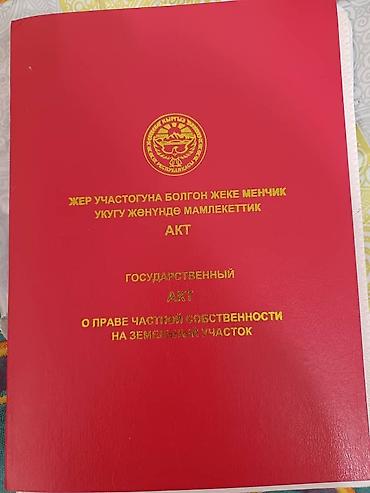 ЖЕР УЧАСТОГУНА БОЛГОН ЖЕКЕ МЕНЧИК
УКУГУ ЖӨНҮНДӨ МАМЛЕКЕТТИК
АКТ
ГОСУДАРСТВЕННЫЙ
АКТ
О ПРАВЕ ЧАСТНОЙ СОБСТВЕННОСТИ
НА ЗЕМЕЛЬНЫЙ УЧАСТОК